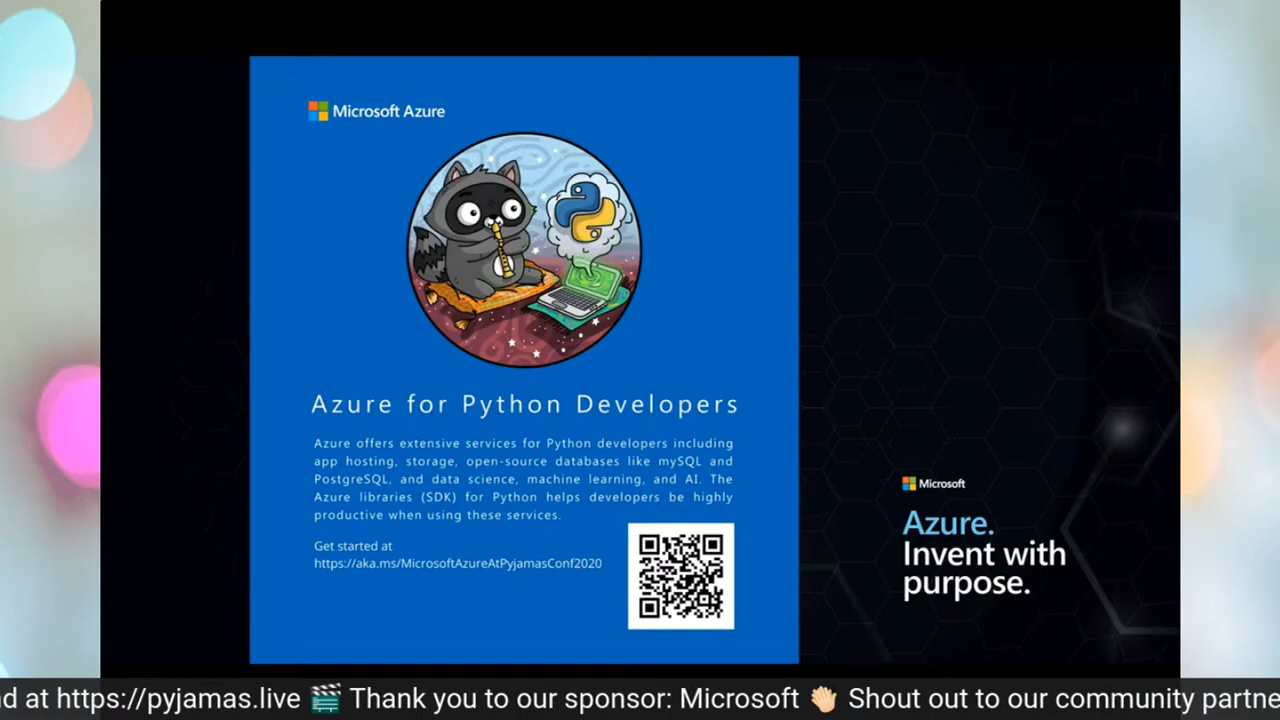 Microsoft Azure
Azure for Python Developers
Azure offers extensive services for Python developers including
app hosting, storage, open-source databases like mySQL and
PostgreSQL, and data science, machine learning, and AI. The
Azure libraries (SDK) for Python helps developers be highly
productive when using these services.
Get started at
https://aka.ms/MicrosoftAzureAtPyjamasConf2020
Microsoft
Azure.
Invent with
purpose.
at https://pyjamas.live 🎬 Thank you to our sponsor: Microsoft 👏🏻 Shout out to our community